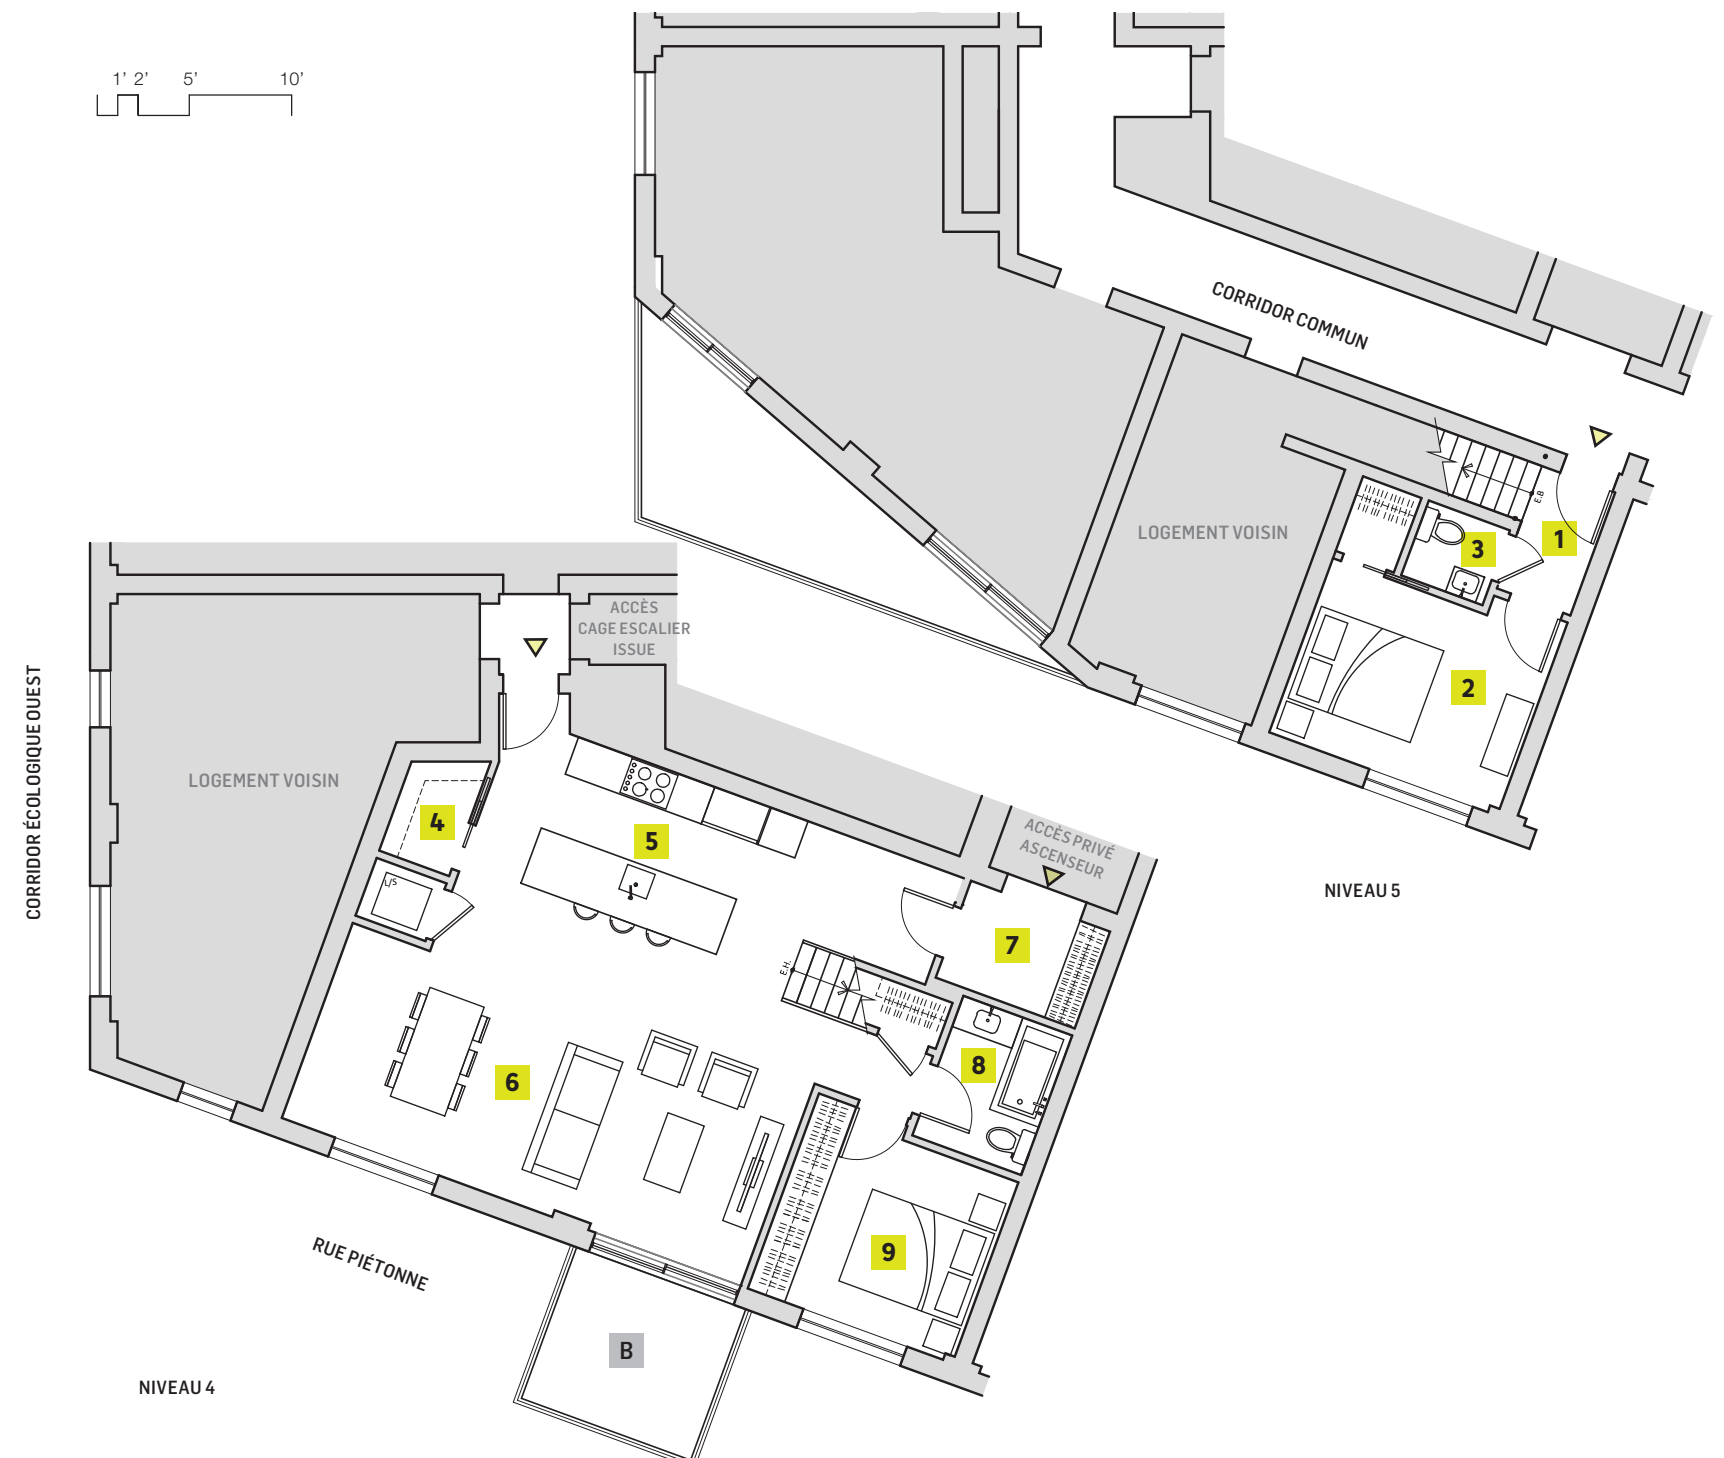 1' 2' 5' 10'
CORRIDOR COMMUN
LOGEMENT VOISIN
E.B
1
3
2
NIVEAU 5
ACCÈS
CAGE ESCALIER
ISSUE
CORRIDOR ÉCOLOGIQUE OUEST
LOGEMENT VOISIN
4
5
L/S
ACCÈS PRIVÉ
ASCENSEUR
7
E.H.
8
6
9
RUE PIÉTONNE
B
NIVEAU 4